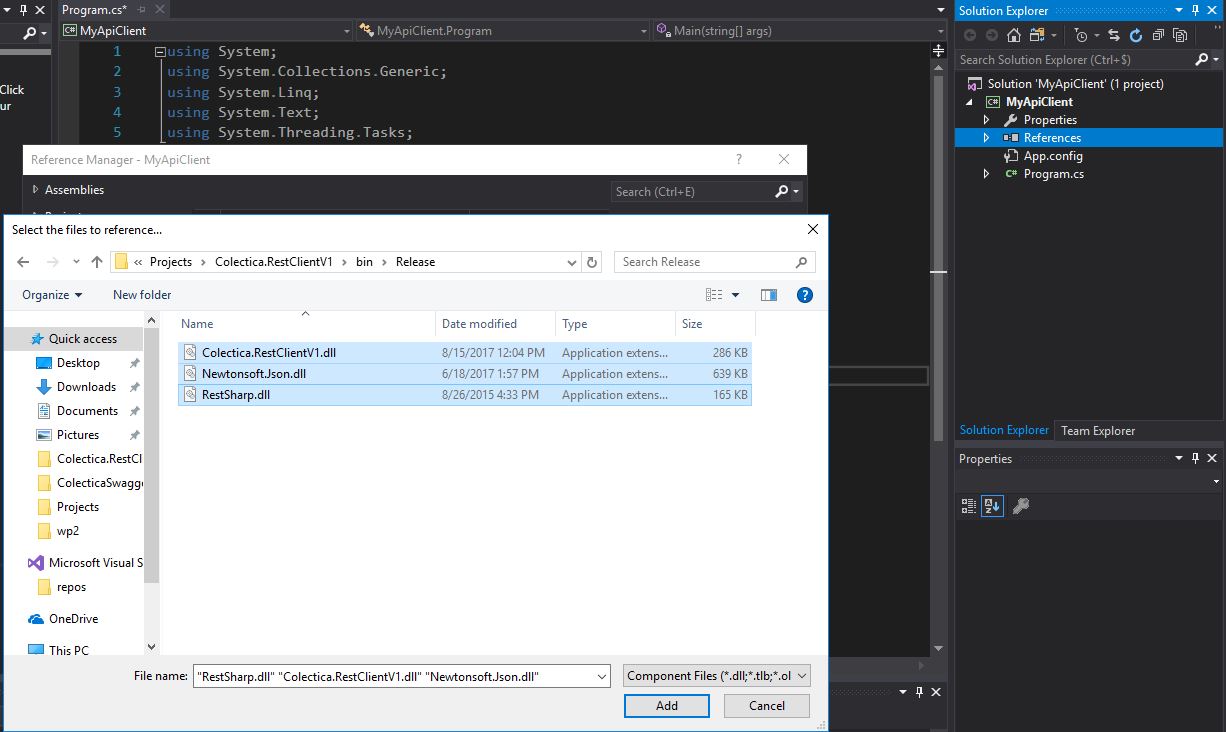 Program.cs*
Solution Explorer
MyApiClient
MyApiClient.Program
Main(string[] args)
Search Solution Explorer (Ctrl+$)
Click
ur
1 using System;
2 using System.Collections.Generic;
3 using System.Linq;
4 using System.Text;
5 using System.Threading.Tasks;
Solution 'MyApiClient' (1 project)
MyApiClient
Properties
References
App.config
C# Program.cs
Reference Manager - MyApiClient
?
Assemblies
Search (Ctrl+E)
Select the files to reference...
« Projects › Colectica.RestClientV1 › bin › Release
Search Release
Organize
New folder
?
Quick access
Desktop
Downloads
Documents
Pictures
Colectica.RestCl
ColecticaSwagge
Projects
wp2
Microsoft Visual S
repos
OneDrive
This PC
Name Date modified Type Size
Colectica.RestClientV1.dll 8/15/2017 12:04 PM Application extens... 286 KB
Newtonsoft.Json.dll 6/18/2017 1:57 PM Application extens... 639 KB
RestSharp.dll 8/26/2015 4:33 PM Application extens... 165 KB
File name: "RestSharp.dll" "Colectica.RestClientV1.dll" "Newtonsoft.Json.dll"
Component Files (*.dll;*.tlb;*.ol
Add
Cancel
Solution Explorer
Team Explorer
Properties